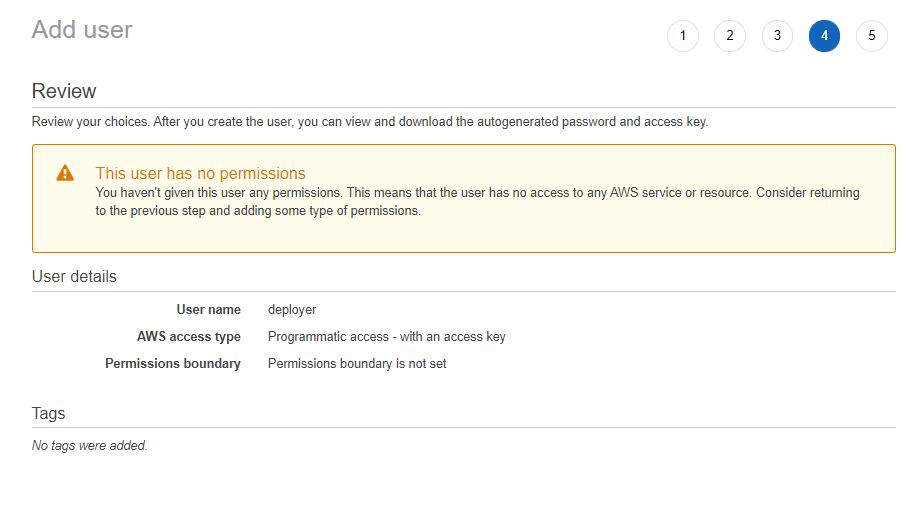 Add user
1 2 3 4 5
Review
Review your choices. After you create the user, you can view and download the autogenerated password and access key.
This user has no permissions
You haven't given this user any permissions. This means that the user has no access to any AWS service or resource. Consider returning
to the previous step and adding some type of permissions.
User details
User name deployer
AWS access type Programmatic access - with an access key
Permissions boundary Permissions boundary is not set
Tags
No tags were added.